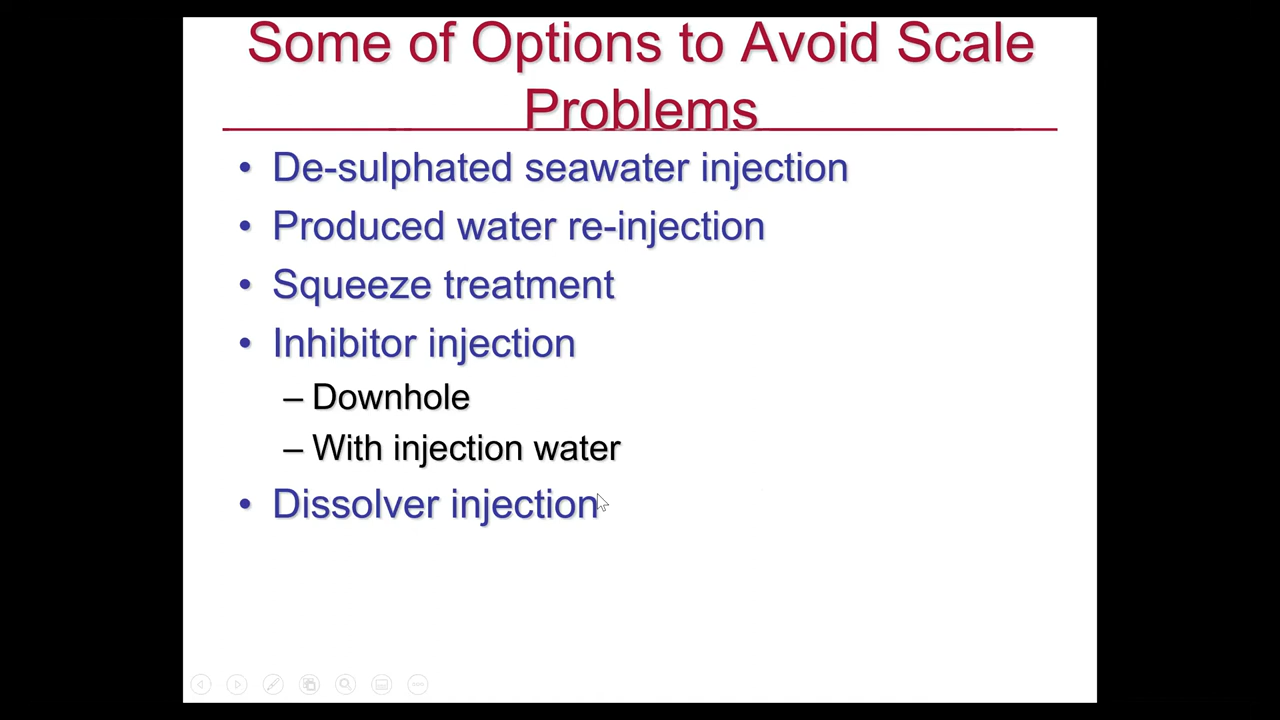 Some of Options to Avoid Scale
Problems
• De-sulphated seawater injection
• Produced water re-injection
• Squeeze treatment
• Inhibitor injection
– Downhole
– With injection water
• Dissolver injection